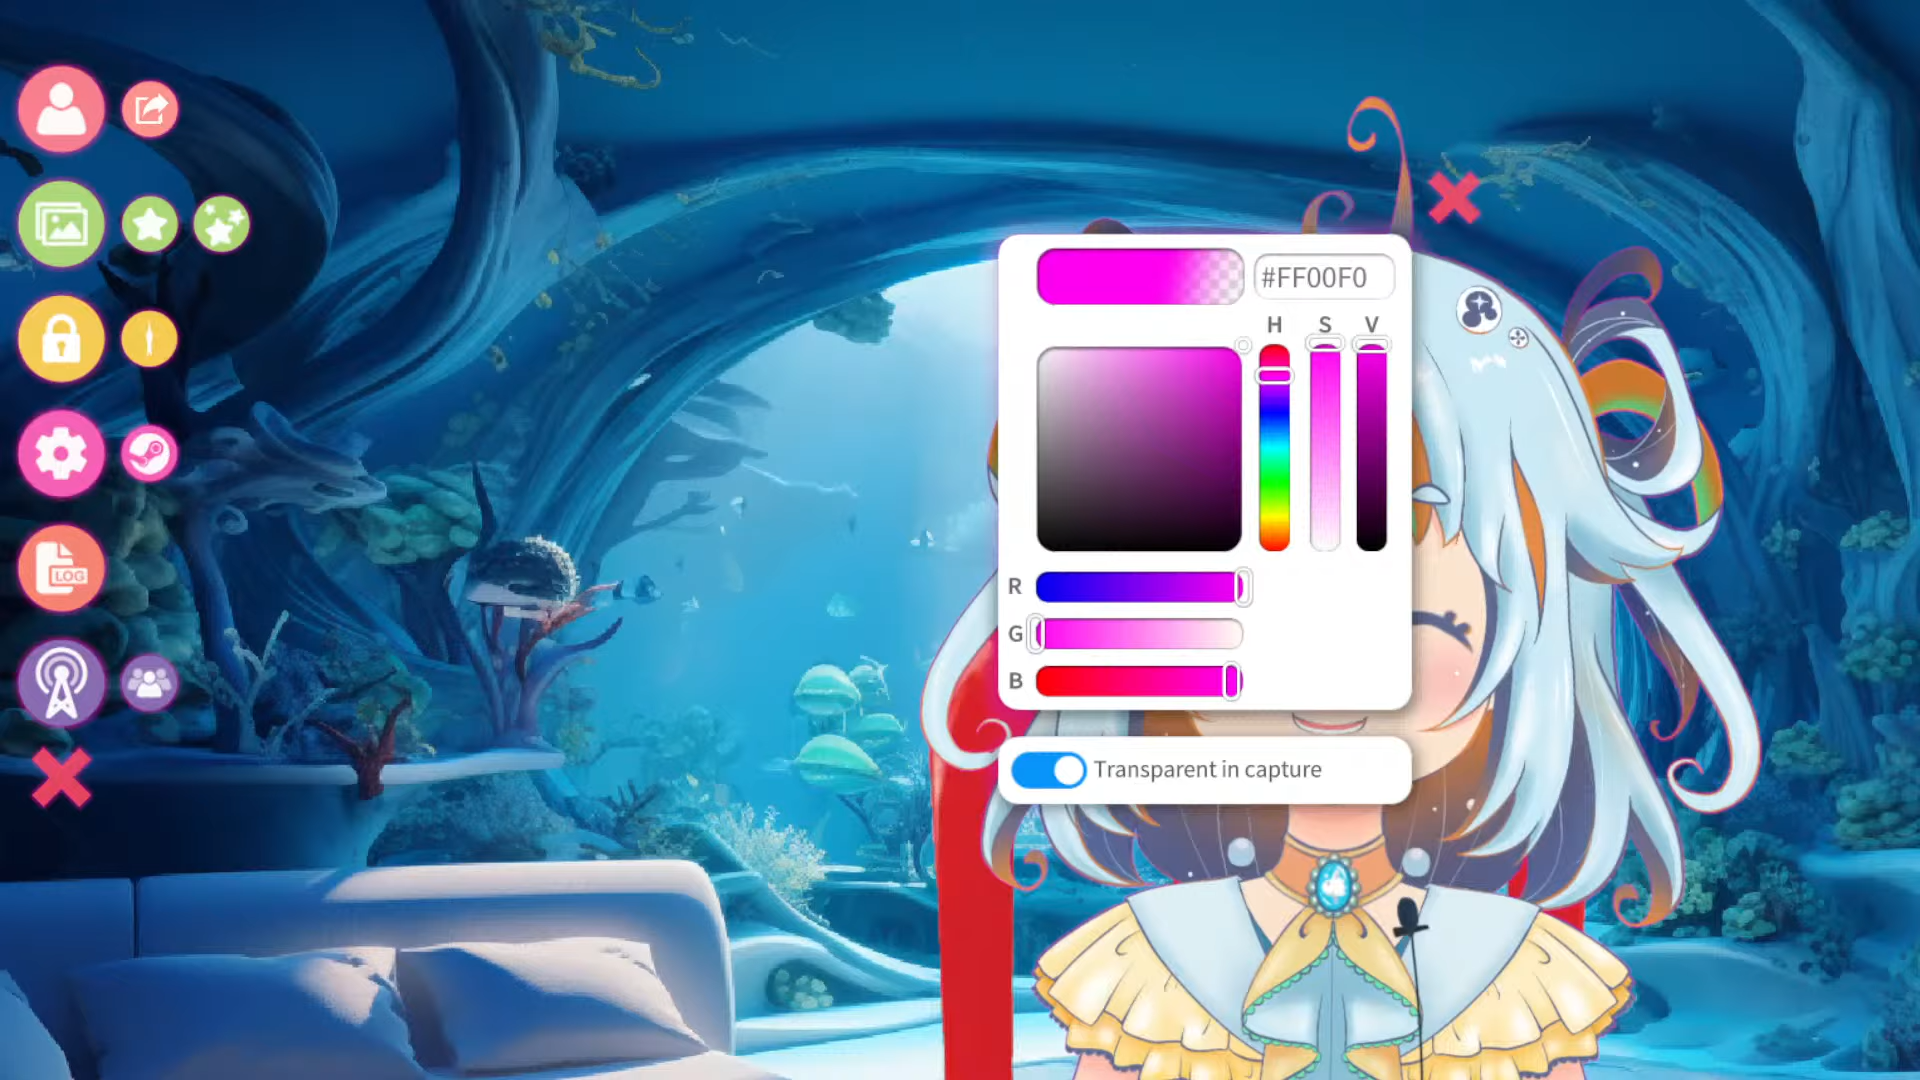 #FF00F0
H S V
R
G
B
LOG
Transparent in capture